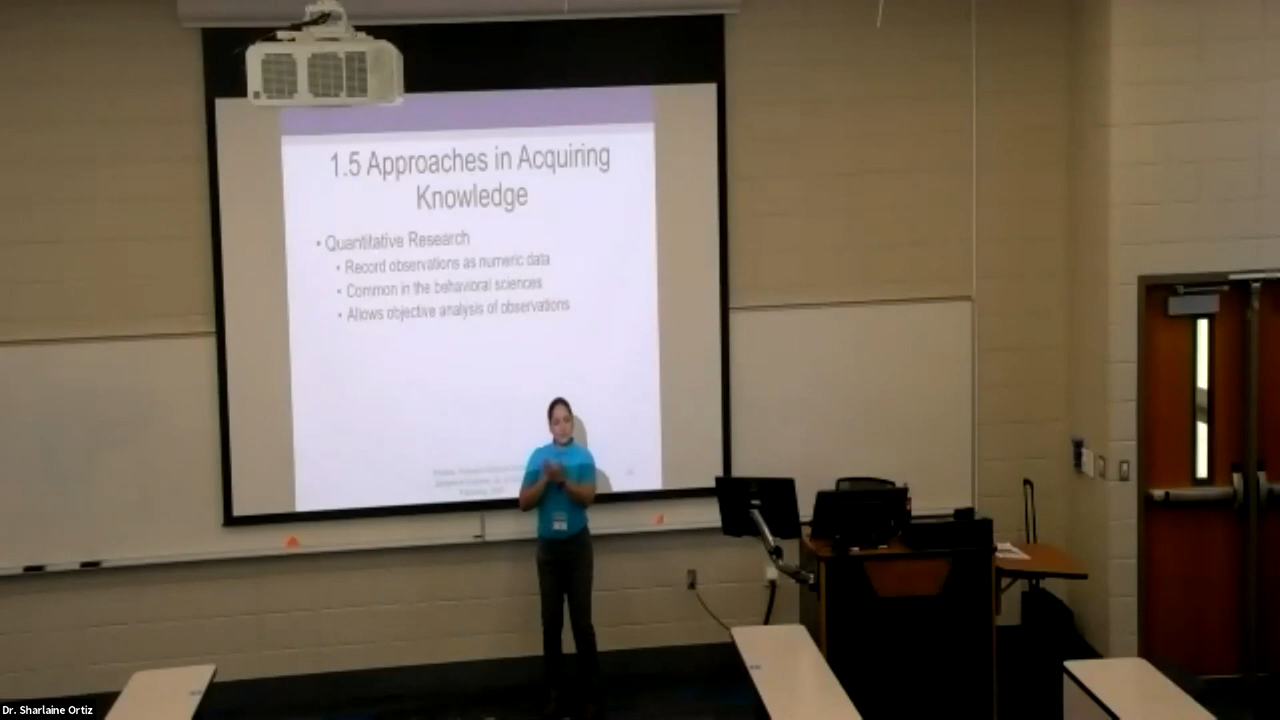 1.5 Approaches in Acquiring
Knowledge
• Quantitative Research
• Record observations as numeric data
• Common in the behavioral sciences
• Allows objective analysis of observations
Dr. Sharlaine Ortiz